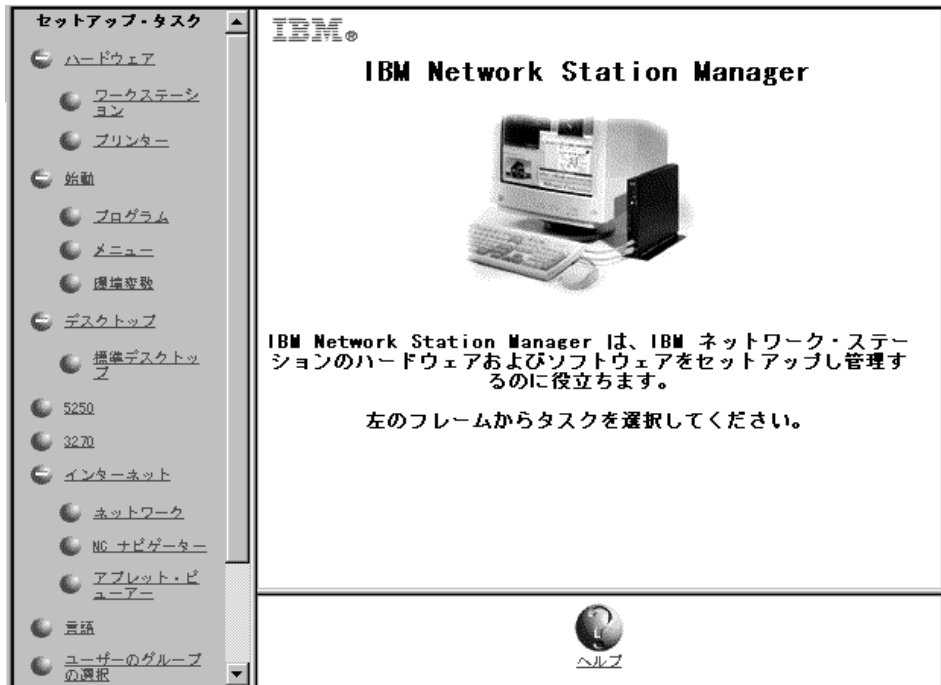 セットアップ・タスク
ハードウェア
ワークステーシ
ョン
プリンター
始動
プログラム
メニュー
環境変数
デスクトップ
標準デスクトッ
プ
5250
3270
インターネット
ネットワーク
NC ナビゲーター
アプレット・ビ
ューアー
言語
ユーザーのグループ
の選択
IBM®
IBM Network Station Manager
IBM Network Station Manager は、IBM ネットワーク・ステー
ションのハードウェアおよびソフトウェアをセットアップし管理す
るのに役立ちます。
左のフレームからタスクを選択してください。
ヘルプ